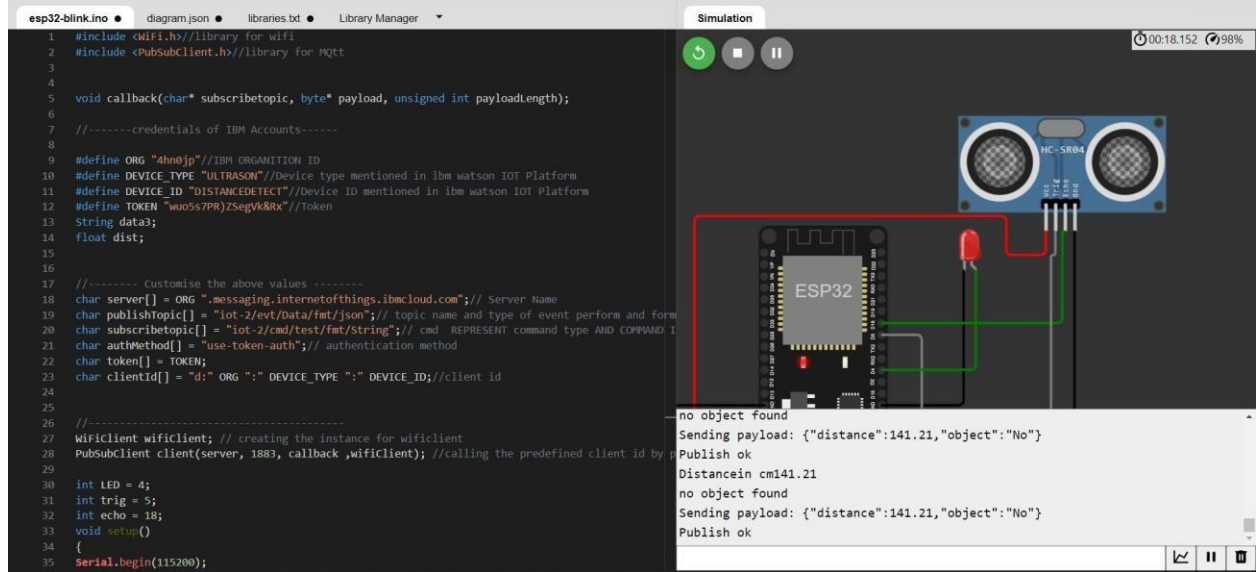 esp32-blink.ino ● diagram.json ● libraries.txt ● Library Manager ▼
1 #include <WiFi.h>//library for wifi
2 #include <PubSubClient.h>//library for MQtt
3
4
5 void callback(char* subscribetopic, byte* payload, unsigned int payloadLength);
6
7 //-------credentials of IBM Accounts------
8
9 #define ORG "4hn0jp"//IBM ORGANITION ID
10 #define DEVICE_TYPE "ULTRASON"//Device type mentioned in ibm watson IOT Platform
11 #define DEVICE_ID "DISTANCEDETECT"//Device ID mentioned in ibm watson IOT Platform
12 #define TOKEN "wuo5s7PR)ZSegVk&Rx"//Token
13 String data3;
14 float dist;
15
16
17 //-------- Customise the above values --------
18 char server[] = ORG ".messaging.internetofthings.ibmcloud.com";// Server Name
19 char publishTopic[] = "iot-2/evt/Data/fmt/json";// topic name and type of event perform and form
20 char subscribetopic[] = "iot-2/cmd/test/fmt/String";// cmd REPRESENT command type AND COMMAND I
21 char authMethod[] = "use-token-auth";// authentication method
22 char token[] = TOKEN;
23 char clientId[] = "d:" ORG ":" DEVICE_TYPE ":" DEVICE_ID;//client id
24
25
26 //-----------------------------------------
27 WiFiClient wifiClient; // creating the instance for wificlient
28 PubSubClient client(server, 1883, callback ,wifiClient); //calling the predefined client id by p
29
30 int LED = 4;
31 int trig = 5;
32 int echo = 18;
33 void setup()
34 {
35 Serial.begin(115200);
Simulation
00:18.152 98%
HC-SR04
Vcc
Trig
Echo
Gnd
ESP32
no object found
Sending payload: {"distance":141.21,"object":"No"}
Publish ok
Distancein cm141.21
no object found
Sending payload: {"distance":141.21,"object":"No"}
Publish ok